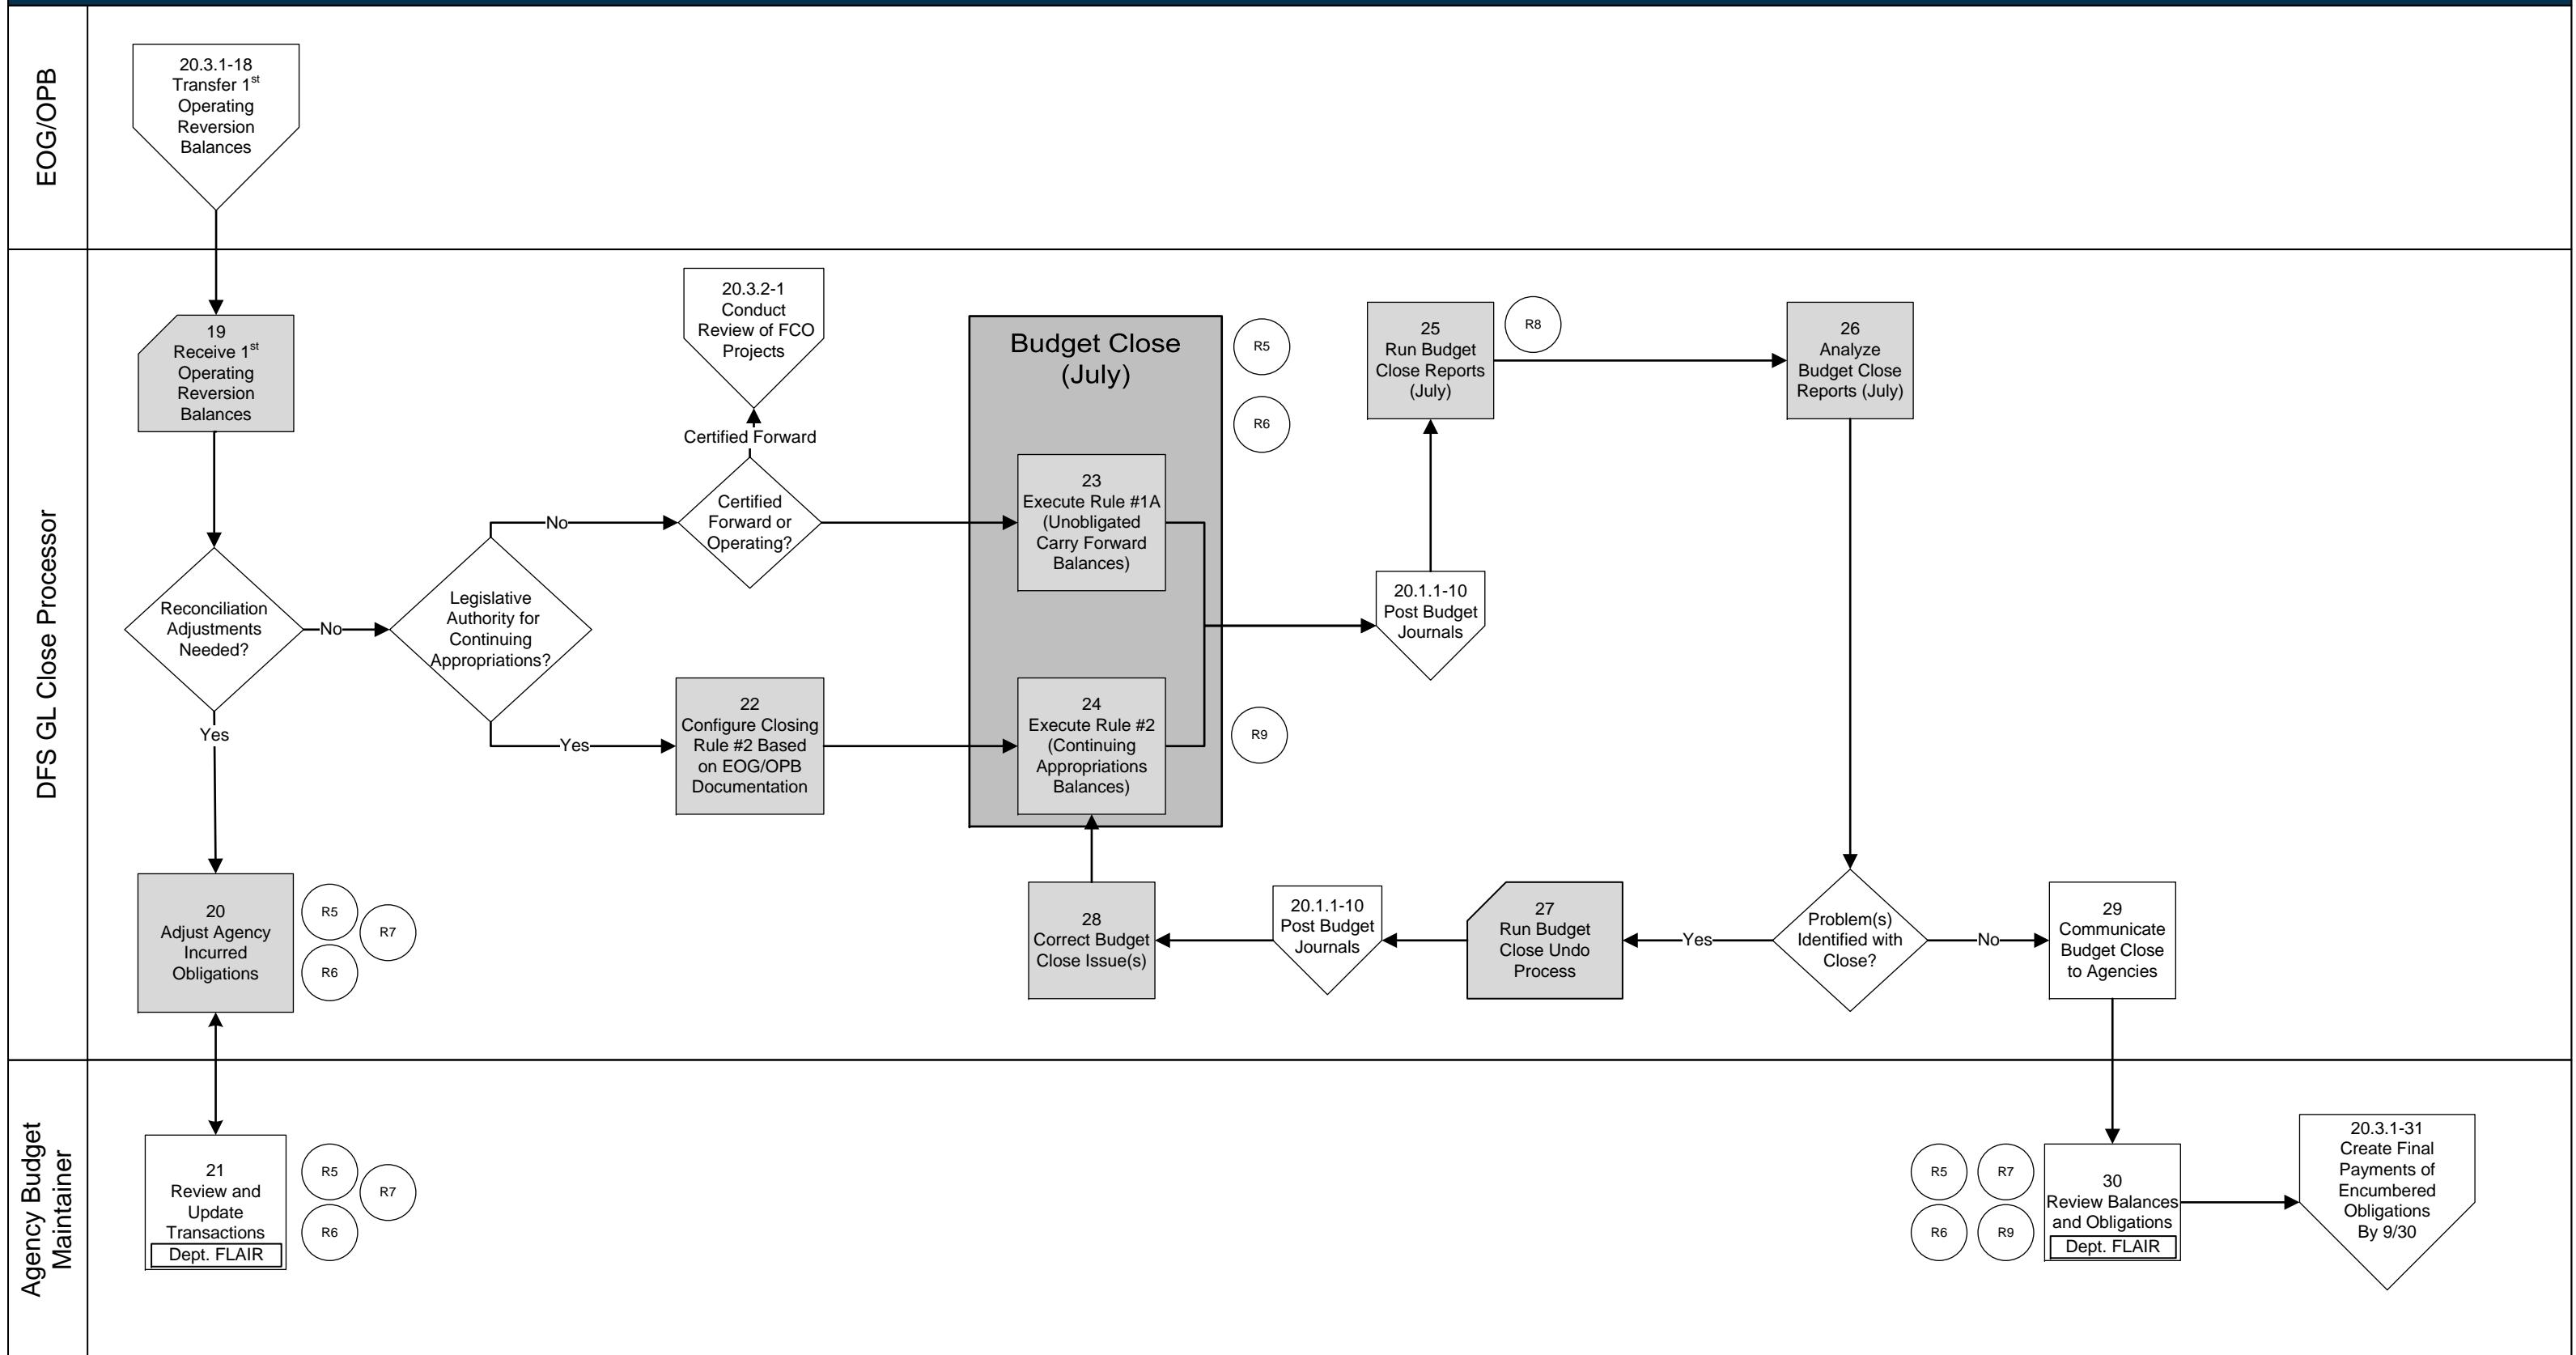 EOG/OPB
20.3.1-18
Transfer 1st
Operating
Reversion
Balances
DFS GL Close Processor
19
Receive 1st
Operating
Reversion
Balances
Reconciliation
Adjustments
Needed?
No
Yes
Legislative
Authority for
Continuing
Appropriations?
No
Yes
20.3.2-1
Conduct
Review of FCO
Projects
Certified Forward
Certified
Forward or
Operating?
22
Configure Closing
Rule #2 Based
on EOG/OPB
Documentation
Budget Close
(July)
R5
R6
23
Execute Rule #1A
(Unobligated
Carry Forward
Balances)
24
Execute Rule #2
(Continuing
Appropriations
Balances)
R9
20.1.1-10
Post Budget
Journals
25
Run Budget
Close Reports
(July)
R8
26
Analyze
Budget Close
Reports (July)
Problem(s)
Identified with
Close?
Yes
No
27
Run Budget
Close Undo
Process
20.1.1-10
Post Budget
Journals
28
Correct Budget
Close Issue(s)
29
Communicate
Budget Close
to Agencies
20
Adjust Agency
Incurred
Obligations
R5
R7
R6
Agency Budget
Maintainer
21
Review and
Update
Transactions
Dept. FLAIR
R5
R7
R6
R5
R7
R6
R9
30
Review Balances
and Obligations
Dept. FLAIR
20.3.1-31
Create Final
Payments of
Encumbered
Obligations
By 9/30